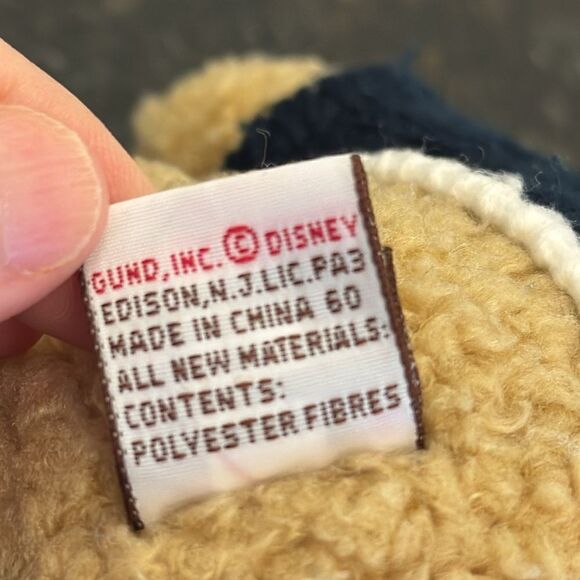 GUND, INC. © DISNEY
EDISON, N.J. LIC. PA3
MADE IN CHINA 60
ALL NEW MATERIALS:
CONTENTS:
POLYESTER FIBRES